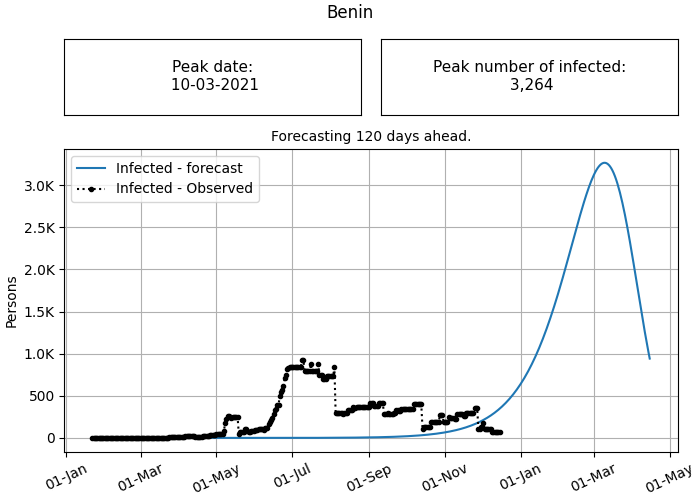 Benin
Peak date:
10-03-2021
Peak number of infected:
3,264
Forecasting 120 days ahead.
Infected - forecast
Infected - Observed
Persons
3.0K
2.5K
2.0K
1.5K
1.0K
500
0
01-Jan
01-Mar
01-May
01-Jul
01-Sep
01-Nov
01-Jan
01-Mar
01-May